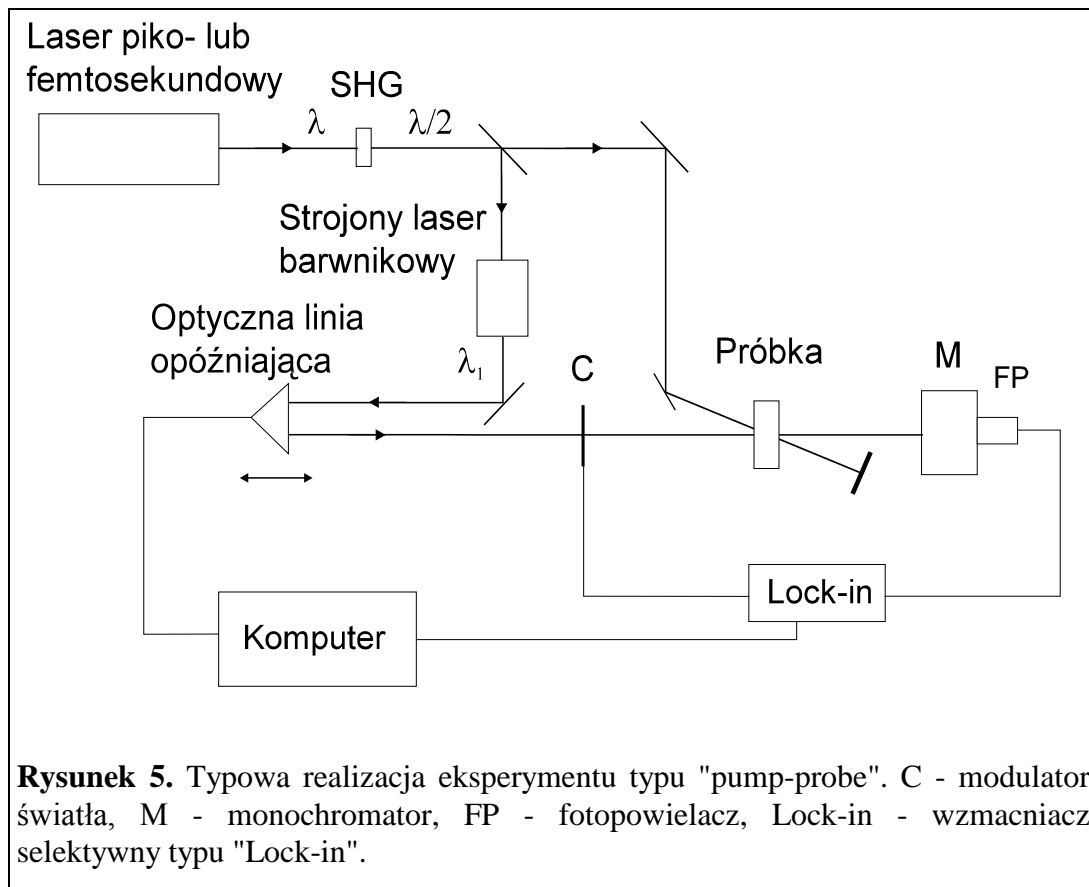 Laser piko- lub
femtosekundowy
SHG
λ
λ/2
Strojony laser
barwnikowy
Optyczna linia
opóźniająca
λ₁
C
Próbka
M
FP
Lock-in
Komputer
Rysunek 5. Typowa realizacja eksperymentu typu "pump-probe". C - modulator
światła, M - monochromator, FP - fotopowielacz, Lock-in - wzmacniacz
selektywny typu "Lock-in".